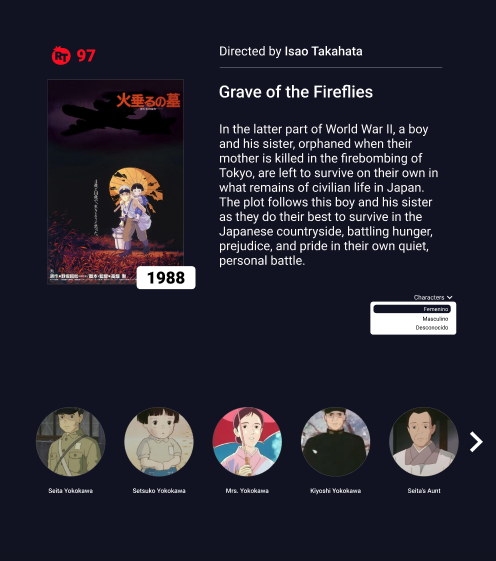 RT 97
Directed by Isao Takahata
Grave of the Fireflies
火垂るの墓
In the latter part of World War II, a boy
and his sister, orphaned when their
mother is killed in the firebombing of
Tokyo, are left to survive on their own in
what remains of civilian life in Japan.
The plot follows this boy and his sister
as they do their best to survive in the
Japanese countryside, battling hunger,
prejudice, and pride in their own quiet,
personal battle.
1988
Characters
Femenino
Masculino
Desconocido
Seita Yokokawa
Setsuko Yokokawa
Mrs. Yokokawa
Kiyoshi Yokokawa
Seita's Aunt